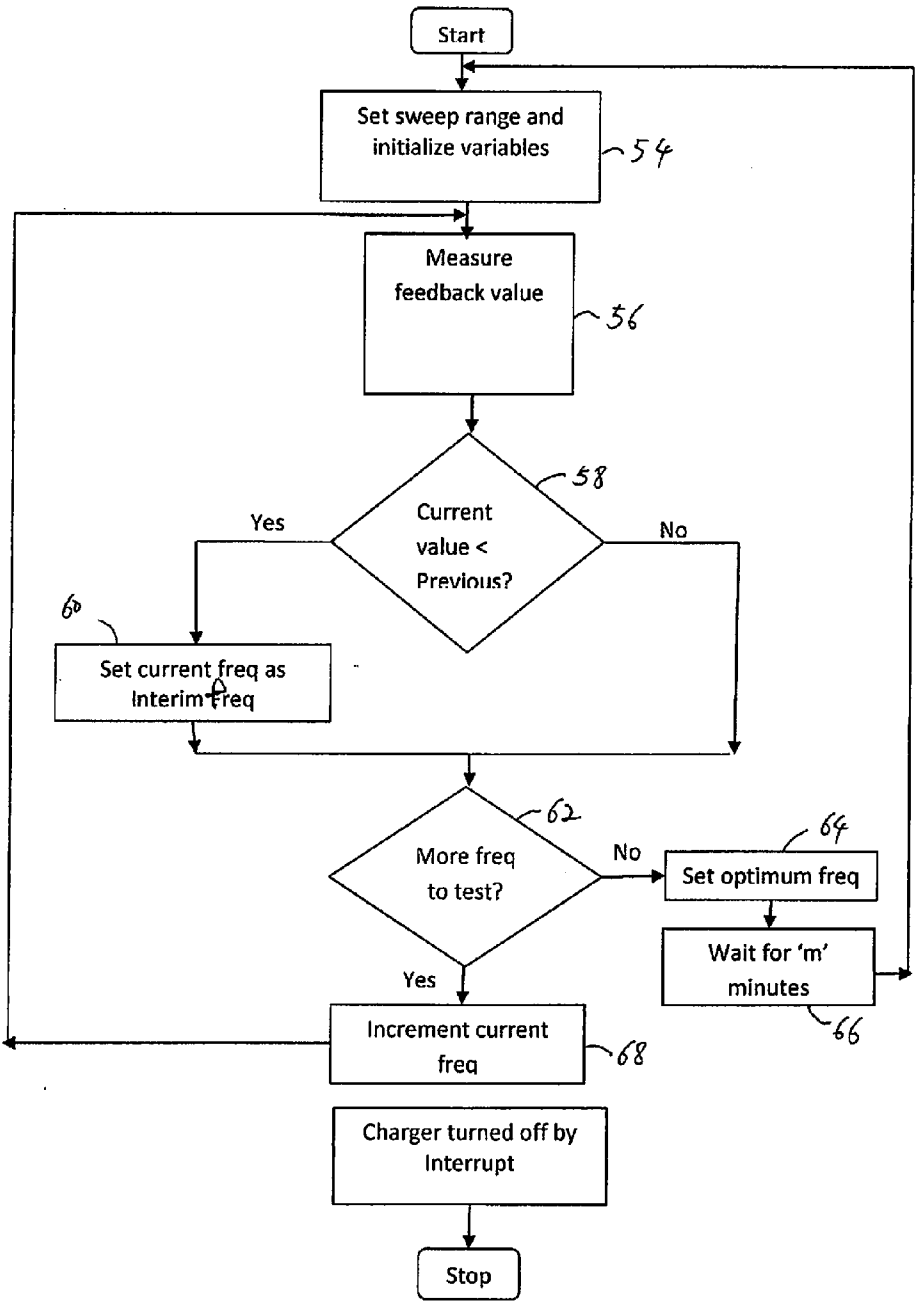 Start
Set sweep range and
initialize variables
54
Measure
feedback value
56
58
Current
value <
Previous?
Yes
No
60
Set current freq as
Interim freq
62
More freq
to test?
No
64
Set optimum freq
Wait for 'm'
minutes
66
Yes
Increment current
freq
68
Charger turned off by
Interrupt
Stop